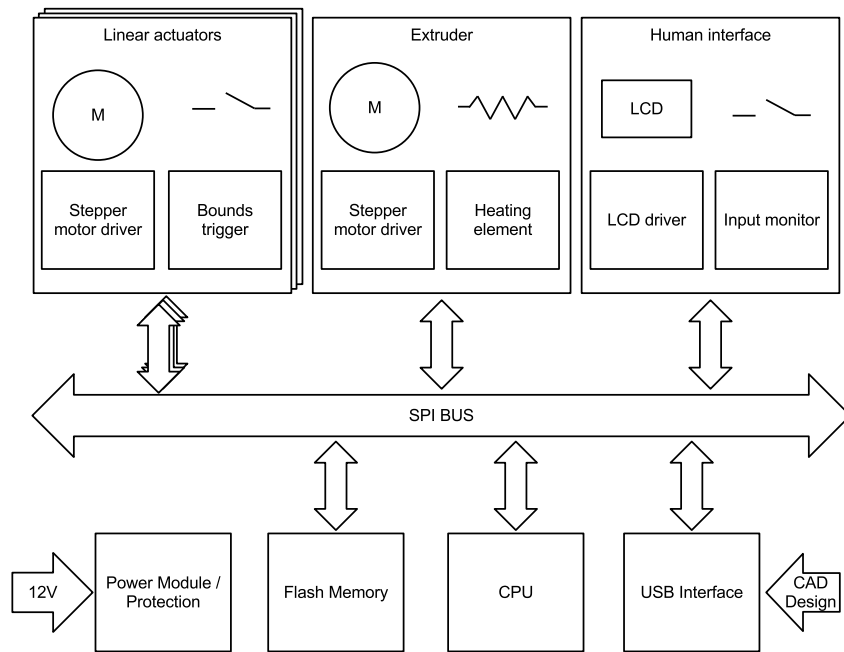 Linear actuators
Extruder
Human interface
M
M
LCD
Stepper
motor driver
Bounds
trigger
Stepper
motor driver
Heating
element
LCD driver
Input monitor
SPI BUS
12V
Power Module /
Protection
Flash Memory
CPU
USB Interface
CAD
Design